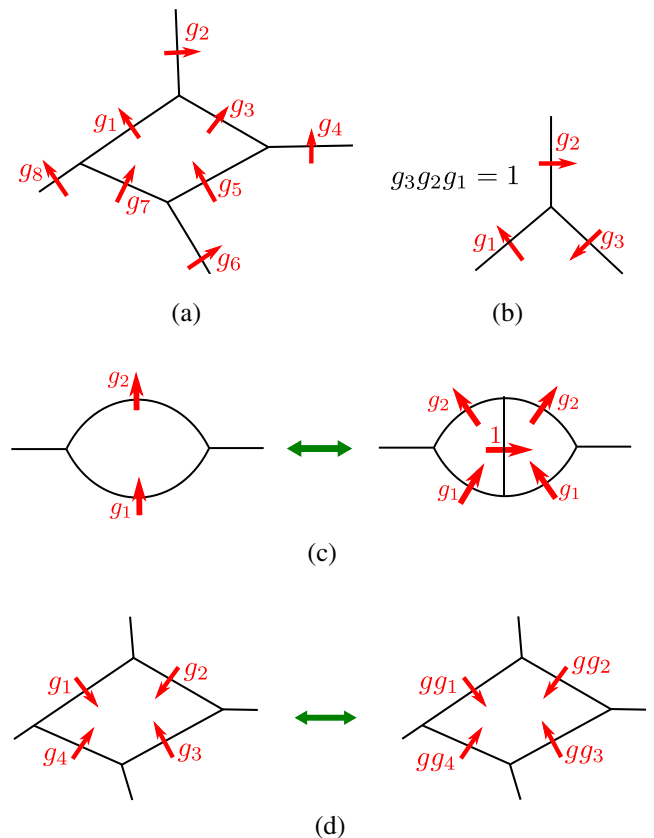 g₂
g₁ g₃
g₄
g₈ g₇ g₅
g₆
(a)
g₂
g₃g₂g₁ = 1
g₁ g₃
(b)
g₂
g₁
g₂ g₂
1
g₁ g₁
(c)
g₁ g₂
g₄ g₃
gg₁ gg₂
gg₄ gg₃
(d)